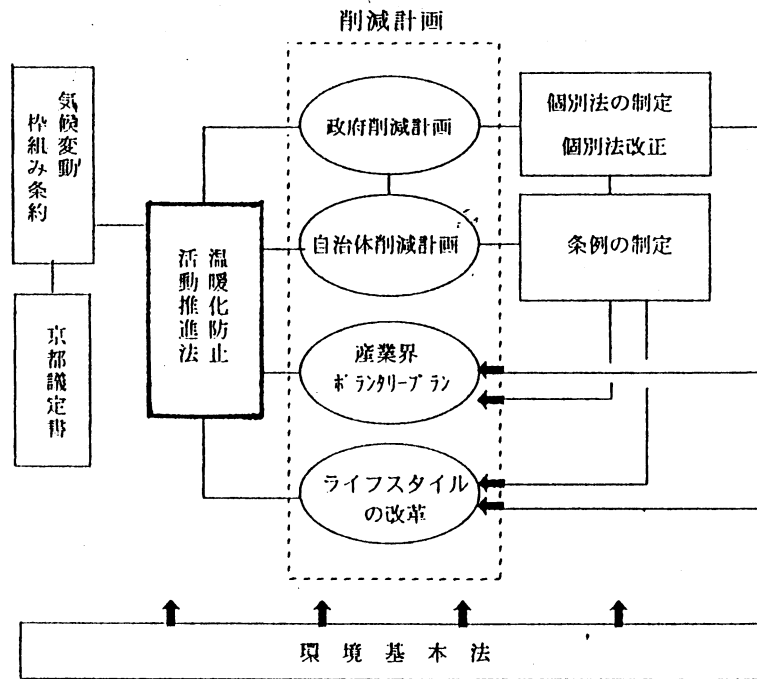 削減計画
気候変動
枠組み条約
京都議定書
温暖化防止
活動推進法
政府削減計画
自治体削減計画
産業界
ボランタリープラン
ライフスタイル
の改革
個別法の制定
個別法改正
条例の制定
環境基本法